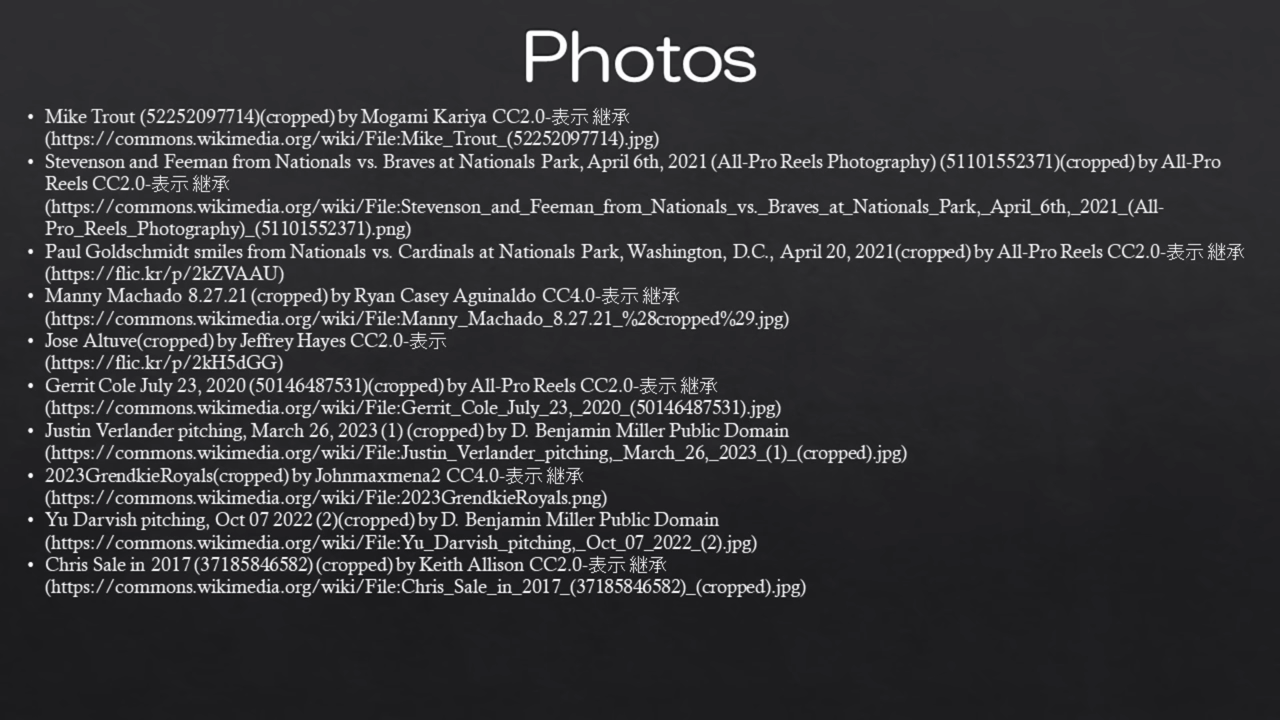 Photos
• Mike Trout (52252097714)(cropped) by Mogami Kariya CC2.0-表示 継承
(https://commons.wikimedia.org/wiki/File:Mike_Trout_(52252097714).jpg)
• Stevenson and Feeman from Nationals vs. Braves at Nationals Park, April 6th, 2021 (All-Pro Reels Photography) (51101552371)(cropped) by All-Pro
Reels CC2.0-表示 継承
(https://commons.wikimedia.org/wiki/File:Stevenson_and_Feeman_from_Nationals_vs._Braves_at_Nationals_Park,_April_6th,_2021_(All-
Pro_Reels_Photography)_(51101552371).png)
• Paul Goldschmidt smiles from Nationals vs. Cardinals at Nationals Park, Washington, D.C., April 20, 2021(cropped) by All-Pro Reels CC2.0-表示 継承
(https://flic.kr/p/2kZVAAU)
• Manny Machado 8.27.21 (cropped) by Ryan Casey Aguinaldo CC4.0-表示 継承
(https://commons.wikimedia.org/wiki/File:Manny_Machado_8.27.21_%28cropped%29.jpg)
• Jose Altuve(cropped) by Jeffrey Hayes CC2.0-表示
(https://flic.kr/p/2kH5dGG)
• Gerrit Cole July 23, 2020 (50146487531)(cropped) by All-Pro Reels CC2.0-表示 継承
(https://commons.wikimedia.org/wiki/File:Gerrit_Cole_July_23,_2020_(50146487531).jpg)
• Justin Verlander pitching, March 26, 2023 (1) (cropped) by D. Benjamin Miller Public Domain
(https://commons.wikimedia.org/wiki/File:Justin_Verlander_pitching,_March_26,_2023_(1)_(cropped).jpg)
• 2023GrendkieRoyals(cropped) by Johnmaxmena2 CC4.0-表示 継承
(https://commons.wikimedia.org/wiki/File:2023GrendkieRoyals.png)
• Yu Darvish pitching, Oct 07 2022 (2)(cropped) by D. Benjamin Miller Public Domain
(https://commons.wikimedia.org/wiki/File:Yu_Darvish_pitching,_Oct_07_2022_(2).jpg)
• Chris Sale in 2017 (37185846582) (cropped) by Keith Allison CC2.0-表示 継承
(https://commons.wikimedia.org/wiki/File:Chris_Sale_in_2017_(37185846582)_(cropped).jpg)